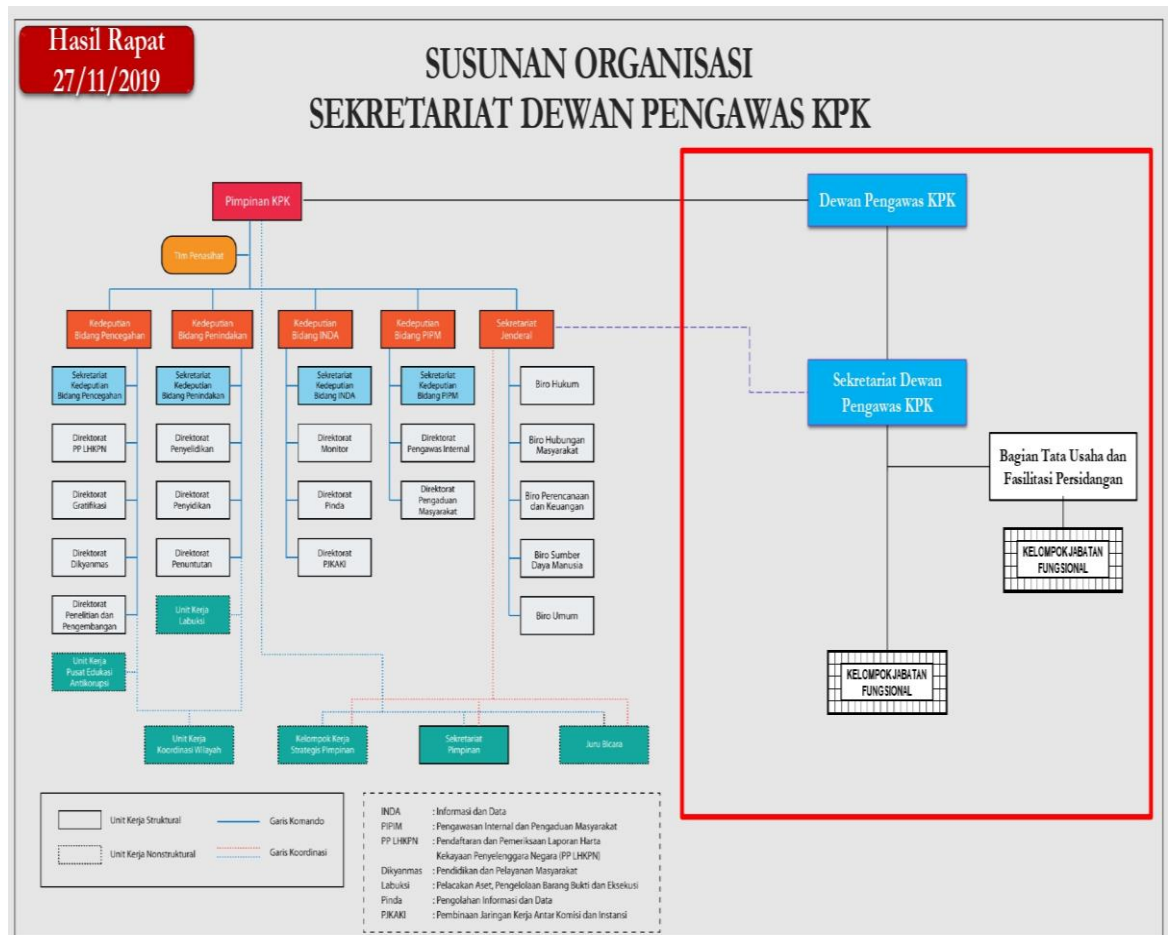 Hasil Rapat
27/11/2019
SUSUNAN ORGANISASI
SEKRETARIAT DEWAN PENGAWAS KPK
Pimpinan KPK
Dewan Pengawas KPK
Tim Penasihat
Kedeputian
Bidang Pencegahan
Kedeputian
Bidang Penindakan
Kedeputian
Bidang INDA
Kedeputian
Bidang PIPM
Sekretariat
Jenderal
Sekretariat
Kedeputian
Bidang Pencegahan
Direktorat
PP LHKPN
Direktorat
Gratifikasi
Direktorat
Dikyanmas
Direktorat
Penelitian dan
Pengembangan
Unit Kerja
Pusat Edukasi
Antikorupsi
Sekretariat
Kedeputian
Bidang Penindakan
Direktorat
Penyelidikan
Direktorat
Penyidikan
Direktorat
Penuntutan
Unit Kerja
Labuksi
Sekretariat
Kedeputian
Bidang INDA
Direktorat
Monitor
Direktorat
Pinda
Direktorat
PJKAKI
Sekretariat
Kedeputian
Bidang PIPM
Direktorat
Pengawas Internal
Direktorat
Pengaduan
Masyarakat
Biro Hukum
Biro Hubungan
Masyarakat
Biro Perencanaan
dan Keuangan
Biro Sumber
Daya Manusia
Biro Umum
Sekretariat Dewan
Pengawas KPK
Bagian Tata Usaha dan
Fasilitasi Persidangan
KELOMPOK JABATAN
FUNGSIONAL
KELOMPOK JABATAN
FUNGSIONAL
Unit Kerja
Koordinasi Wilayah
Kelompok Kerja
Strategis Pimpinan
Sekretariat
Pimpinan
Juru Bicara
Unit Kerja Struktural
Garis Komando
Unit Kerja Nonstruktural
Garis Koordinasi
INDA : Informasi dan Data
PIPIM : Pengawasan Internal dan Pengaduan Masyarakat
PP LHKPN : Pendaftaran dan Pemeriksaan Laporan Harta
Kekayaan Penyelenggara Negara (PP LHKPN)
Dikyanmas : Pendidikan dan Pelayanan Masyarakat
Labuksi : Pelacakan Aset, Pengelolaan Barang Bukti dan Eksekusi
Pinda : Pengolahan Informasi dan Data
PJKAKI : Pembinaan Jaringan Kerja Antar Komisi dan Instansi